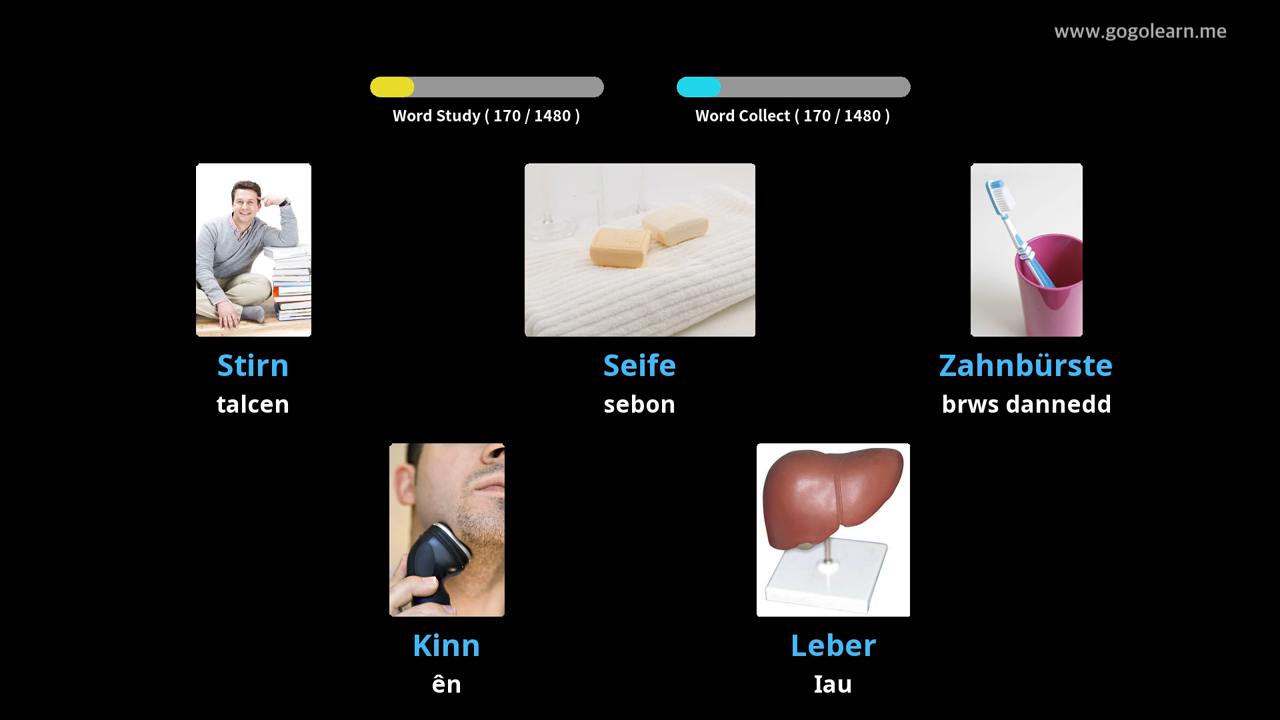 www.gogolearn.me
Word Study ( 170 / 1480 )
Word Collect ( 170 / 1480 )
Stirn
talcen
Seife
sebon
Zahnbürste
brws dannedd
Kinn
ên
Leber
Iau